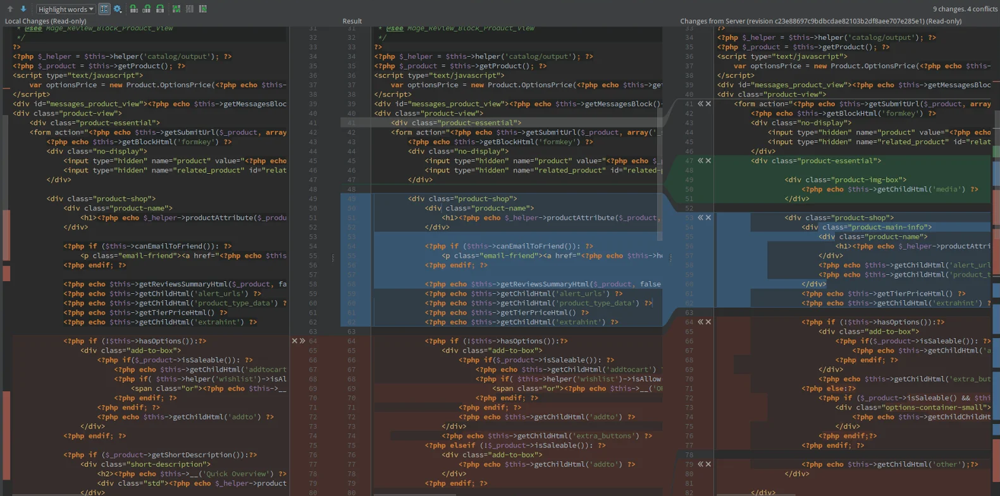 Highlight words
9 changes. 4 conflicts
Local Changes (Read-only)
Result
Changes from Server (revision c23e88697c9bdbcdae82103b2df8aee707e285e1) (Read-only)
* @see Mage_Review_Block_Product_View 31
*/ 32
?> 33
<?php $_helper = $this->helper('catalog/output'); ?> 34
<?php $_product = $this->getProduct(); ?> 35
<script type="text/javascript"> 36
var optionsPrice = new Product.OptionsPrice(<?php echo $this- 37
</script> 38
<div id="messages_product_view"><?php echo $this->getMessagesBloc 39
<div class="product-view"> 40
<div class="product-essential"> 41
<form action="<?php echo $this->getSubmitUrl($_product, array 42
<?php echo $this->getBlockHtml('formkey') ?> 43
<div class="no-display"> 44
<input type="hidden" name="product" value="<?php echo 45
<input type="hidden" name="related_product" id="relat 46
</div> 47
48
<div class="product-shop"> 49
<div class="product-name"> 50
<h1><?php echo $_helper->productAttribute($_produ 51
</div> 52
53
<?php if ($this->canEmailToFriend()): ?> 54
<p class="email-friend"><a href="<?php echo $this 55
<?php endif; ?> 56
57
<?php echo $this->getReviewsSummaryHtml($_product, fa 58
<?php echo $this->getChildHtml('alert_urls') ?> 59
<?php echo $this->getChildHtml('product_type_data') ? 60
<?php echo $this->getTierPriceHtml() ?> 61
<?php echo $this->getChildHtml('extrahint') ?> 62
63
<?php if (!$this->hasOptions()):?> 64
<div class="add-to-box"> 65
<?php if($_product->isSaleable()): ?> 66
<?php echo $this->getChildHtml('addtocart 67
<?php if( $this->helper('wishlist')->isAl 68
<span class="or"><?php echo $this->__ 69
<?php endif; ?> 70
<?php endif; ?> 71
<?php echo $this->getChildHtml('addto') ?> 72
</div> 73
<?php endif; ?> 74
75
<?php if ($_product->getShortDescription()):?> 76
<div class="short-description"> 77
<h2><?php echo $this->__('Quick Overview') ?> 78
<div class="std"><?php echo $_helper->product 79
</div> 80
31 * @see Mage_Review_Block_Product_View
32 */
33 ?>
34 <?php $_helper = $this->helper('catalog/output'); ?>
35 <?php $_product = $this->getProduct(); ?>
36 <script type="text/javascript">
37 var optionsPrice = new Product.OptionsPrice(<?php echo $this->get
38 </script>
39 <div id="messages_product_view"><?php echo $this->getMessagesBlock()-
40 <div class="product-view">
41 <div class="product-essential">
42 <form action="<?php echo $this->getSubmitUrl($_product, array('_
43 <?php echo $this->getBlockHtml('formkey') ?>
44 <div class="no-display">
45 <input type="hidden" name="product" value="<?php echo $_
46 <input type="hidden" name="related_product" id="related-p
47 </div>
48
49 <div class="product-shop">
50 <div class="product-name">
51 <h1><?php echo $_helper->productAttribute($_product,
52 </div>
53
54 <?php if ($this->canEmailToFriend()): ?>
55 <p class="email-friend"><a href="<?php echo $this->he
56 <?php endif; ?>
57
58 <?php echo $this->getReviewsSummaryHtml($_product, false
59 <?php echo $this->getChildHtml('alert_urls') ?>
60 <?php echo $this->getChildHtml('product_type_data') ?>
61 <?php echo $this->getTierPriceHtml() ?>
62 <?php echo $this->getChildHtml('extrahint') ?>
63
64 <?php if (!$this->hasOptions()):?>
65 <div class="add-to-box">
66 <?php if($_product->isSaleable()): ?>
67 <?php echo $this->getChildHtml('addtocart') ?
68 <?php if( $this->helper('wishlist')->isAllow
69 <span class="or"><?php echo $this->__('OR
70 <?php endif; ?>
71 <?php endif; ?>
72 <?php echo $this->getChildHtml('addto') ?>
73 </div>
74 <?php echo $this->getChildHtml('extra_buttons') ?>
75 <?php elseif (!$_product->isSaleable()): ?>
76 <div class="add-to-box">
77 <?php echo $this->getChildHtml('addto') ?>
78 </div>
79 <?php endif; ?>
80
33 ?>
34 <?php $_helper = $this->helper('catalog/output'); ?>
35 <?php $_product = $this->getProduct(); ?>
36 <script type="text/javascript">
37 var optionsPrice = new Product.OptionsPrice(<?php echo $this-
38 </script>
39 <div id="messages_product_view"><?php echo $this->getMessagesBloc
40 <div class="product-view">
41 <form action="<?php echo $this->getSubmitUrl($_product, array
42 <?php echo $this->getBlockHtml('formkey') ?>
43 <div class="no-display">
44 <input type="hidden" name="product" value="<?php echo
45 <input type="hidden" name="related_product" id="relat
46 </div>
47 <div class="product-essential">
48
49 <div class="product-img-box">
50 <?php echo $this->getChildHtml('media') ?>
51 </div>
52
53 <div class="product-shop">
54 <div class="product-main-info">
55 <div class="product-name">
56 <h1><?php echo $_helper->productAttri
57 </div>
58 <?php echo $this->getChildHtml('alert_url
59 <?php echo $this->getChildHtml('product_t
60 </div>
61 <?php echo $this->getTierPriceHtml() ?>
62 <?php echo $this->getChildHtml('extrahint') ?
63
64 <?php if (!$this->hasOptions()):?>
65 <div class="add-to-box">
66 <?php if($_product->isSaleable()): ?>
67 <?php echo $this->getChildHtml('a
68 <?php endif; ?>
69 </div>
70 <?php echo $this->getChildHtml('extra_but
71 <?php else:?>
72 <?php if ($_product->isSaleable() && $thi
73 <div class="options-container-small">
74 <?php echo $this->getChildChildHt
75 </div>
76 <?php endif;?>
77 <?php endif; ?>
78
79 <?php echo $this->getChildHtml('other');?>
80 </div>
81
82 </div>